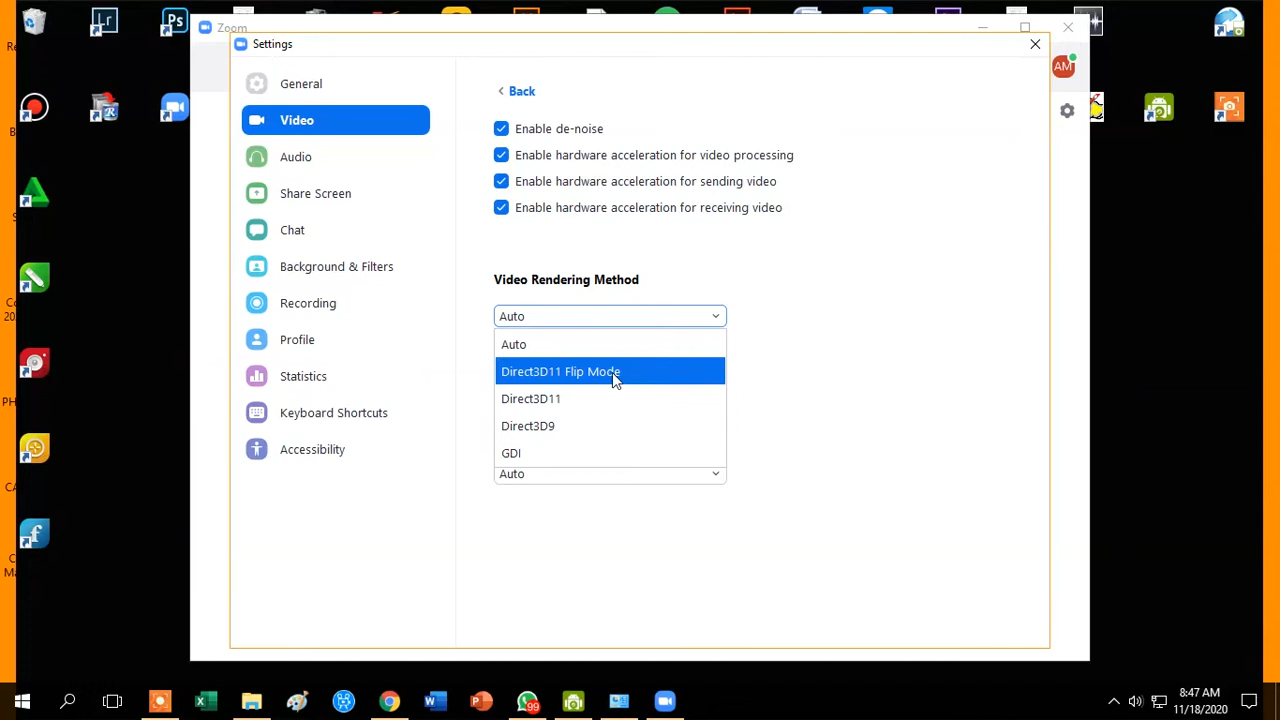 Zoom
Settings
General
Video
Audio
Share Screen
Chat
Background & Filters
Recording
Profile
Statistics
Keyboard Shortcuts
Accessibility
Back
Enable de-noise
Enable hardware acceleration for video processing
Enable hardware acceleration for sending video
Enable hardware acceleration for receiving video
Video Rendering Method
Auto
Auto
Direct3D11 Flip Mode
Direct3D11
Direct3D9
GDI
Auto
AM
Lr
Ps
99
8:47 AM
11/18/2020